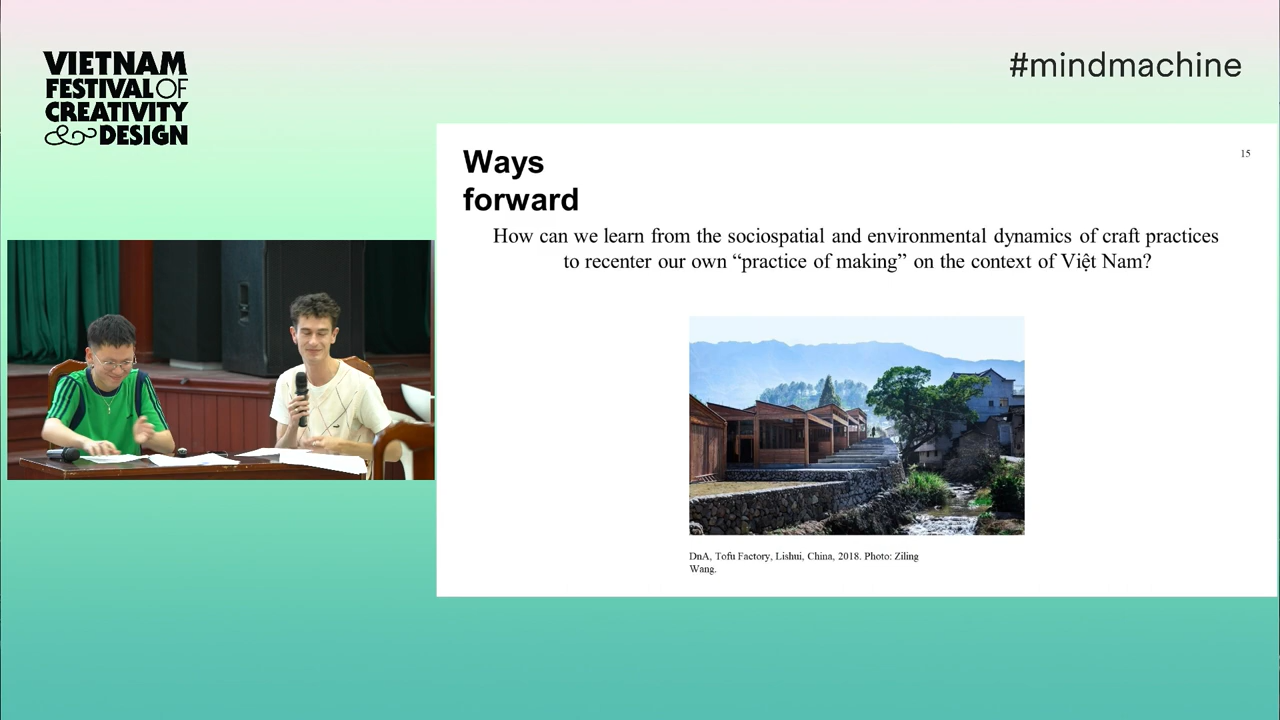 VIETNAM
FESTIVAL OF
CREATIVITY
& DESIGN
#mindmachine
15
Ways
forward
How can we learn from the sociospatial and environmental dynamics of craft practices
to recenter our own “practice of making” on the context of Việt Nam?
DnA, Tofu Factory, Lishui, China, 2018. Photo: Ziling
Wang.